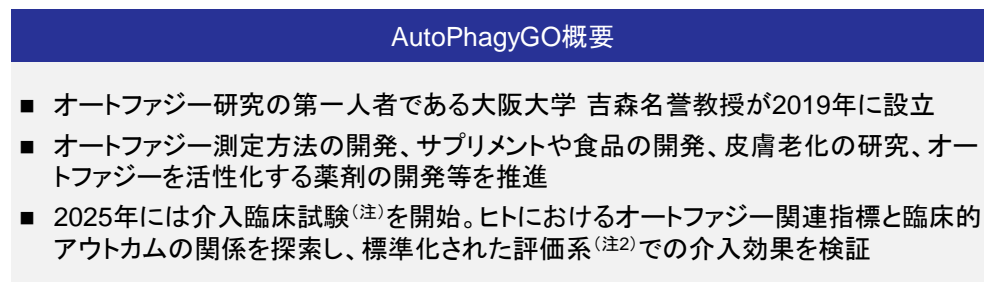 AutoPhagyGO概要
■ オートファジー研究の第一人者である大阪大学 吉森名誉教授が2019年に設立
■ オートファジー測定方法の開発、サプリメントや食品の開発、皮膚老化の研究、オー
トファジーを活性化する薬剤の開発等を推進
■ 2025年には介入臨床試験(注)を開始。ヒトにおけるオートファジー関連指標と臨床的
アウトカムの関係を探索し、標準化された評価系(注2)での介入効果を検証